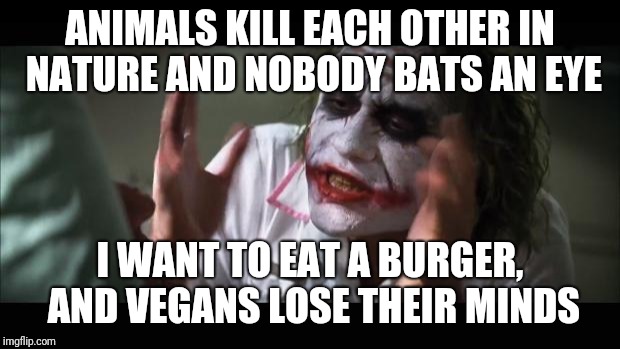 ANIMALS KILL EACH OTHER IN
NATURE AND NOBODY BATS AN EYE
I WANT TO EAT A BURGER,
AND VEGANS LOSE THEIR MINDS
imgflip.com